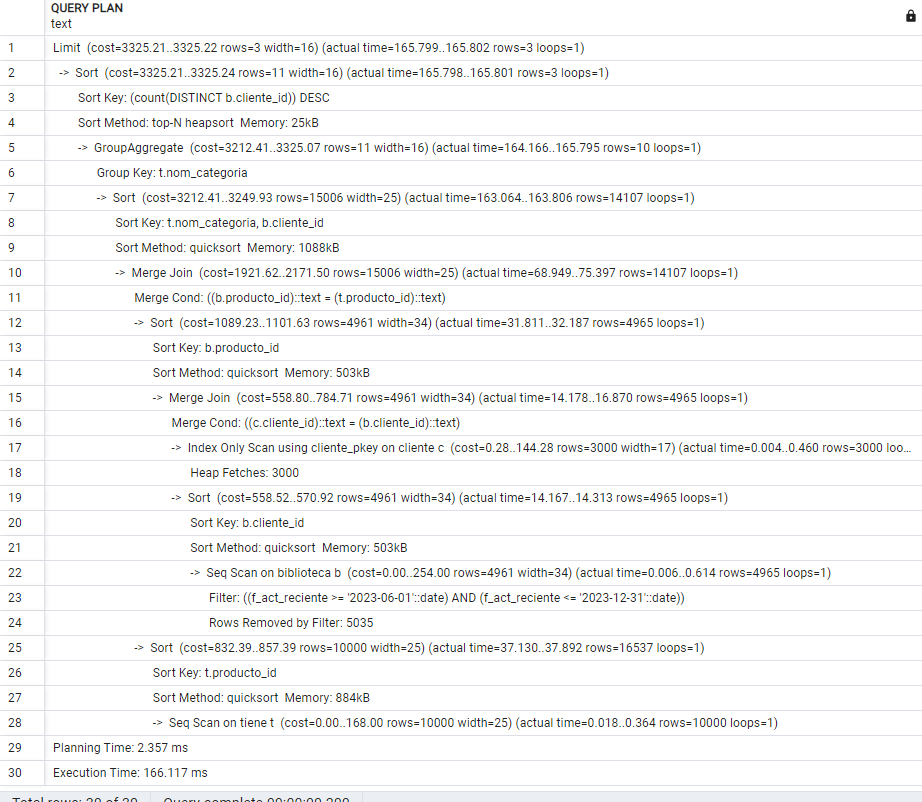 QUERY PLAN
text
1 Limit (cost=3325.21..3325.22 rows=3 width=16) (actual time=165.799..165.802 rows=3 loops=1)
2 -> Sort (cost=3325.21..3325.24 rows=11 width=16) (actual time=165.798..165.801 rows=3 loops=1)
3 Sort Key: (count(DISTINCT b.cliente_id)) DESC
4 Sort Method: top-N heapsort Memory: 25kB
5 -> GroupAggregate (cost=3212.41..3325.07 rows=11 width=16) (actual time=164.166..165.795 rows=10 loops=1)
6 Group Key: t.nom_categoria
7 -> Sort (cost=3212.41..3249.93 rows=15006 width=25) (actual time=163.064..163.806 rows=14107 loops=1)
8 Sort Key: t.nom_categoria, b.cliente_id
9 Sort Method: quicksort Memory: 1088kB
10 -> Merge Join (cost=1921.62..2171.50 rows=15006 width=25) (actual time=68.949..75.397 rows=14107 loops=1)
11 Merge Cond: ((b.producto_id)::text = (t.producto_id)::text)
12 -> Sort (cost=1089.23..1101.63 rows=4961 width=34) (actual time=31.811..32.187 rows=4965 loops=1)
13 Sort Key: b.producto_id
14 Sort Method: quicksort Memory: 503kB
15 -> Merge Join (cost=558.80..784.71 rows=4961 width=34) (actual time=14.178..16.870 rows=4965 loops=1)
16 Merge Cond: ((c.cliente_id)::text = (b.cliente_id)::text)
17 -> Index Only Scan using cliente_pkey on cliente c (cost=0.28..144.28 rows=3000 width=17) (actual time=0.004..0.460 rows=3000 loo...
18 Heap Fetches: 3000
19 -> Sort (cost=558.52..570.92 rows=4961 width=34) (actual time=14.167..14.313 rows=4965 loops=1)
20 Sort Key: b.cliente_id
21 Sort Method: quicksort Memory: 503kB
22 -> Seq Scan on biblioteca b (cost=0.00..254.00 rows=4961 width=34) (actual time=0.006..0.614 rows=4965 loops=1)
23 Filter: ((f_act_reciente >= '2023-06-01'::date) AND (f_act_reciente <= '2023-12-31'::date))
24 Rows Removed by Filter: 5035
25 -> Sort (cost=832.39..857.39 rows=10000 width=25) (actual time=37.130..37.892 rows=16537 loops=1)
26 Sort Key: t.producto_id
27 Sort Method: quicksort Memory: 884kB
28 -> Seq Scan on tiene t (cost=0.00..168.00 rows=10000 width=25) (actual time=0.018..0.364 rows=10000 loops=1)
29 Planning Time: 2.357 ms
30 Execution Time: 166.117 ms
Total rows: 30 of 30 Query complete